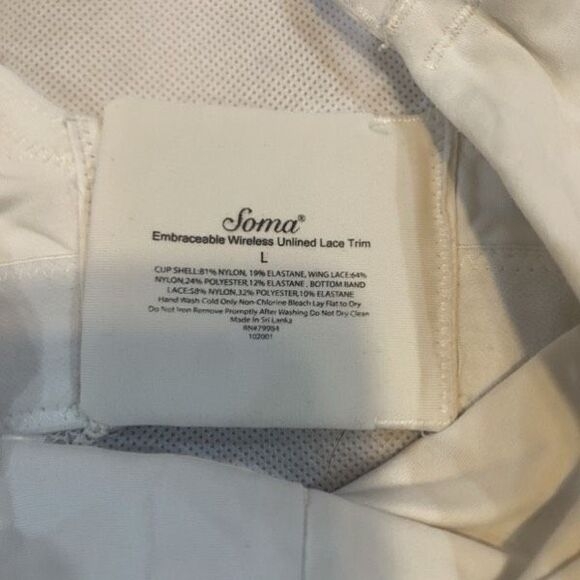 Soma®
Embraceable Wireless Unlined Lace Trim
L
CUP SHELL:81% NYLON, 19% ELASTANE, WING LACE:64%
NYLON,24% POLYESTER,12% ELASTANE , BOTTOM BAND
LACE:58% NYLON,32% POLYESTER,10% ELASTANE
Hand Wash Cold Only Non-Chlorine Bleach Lay Flat to Dry
Do Not Iron Remove Promptly After Washing Do Not Dry Clean
Made in Sri Lanka
RN#79984
102001